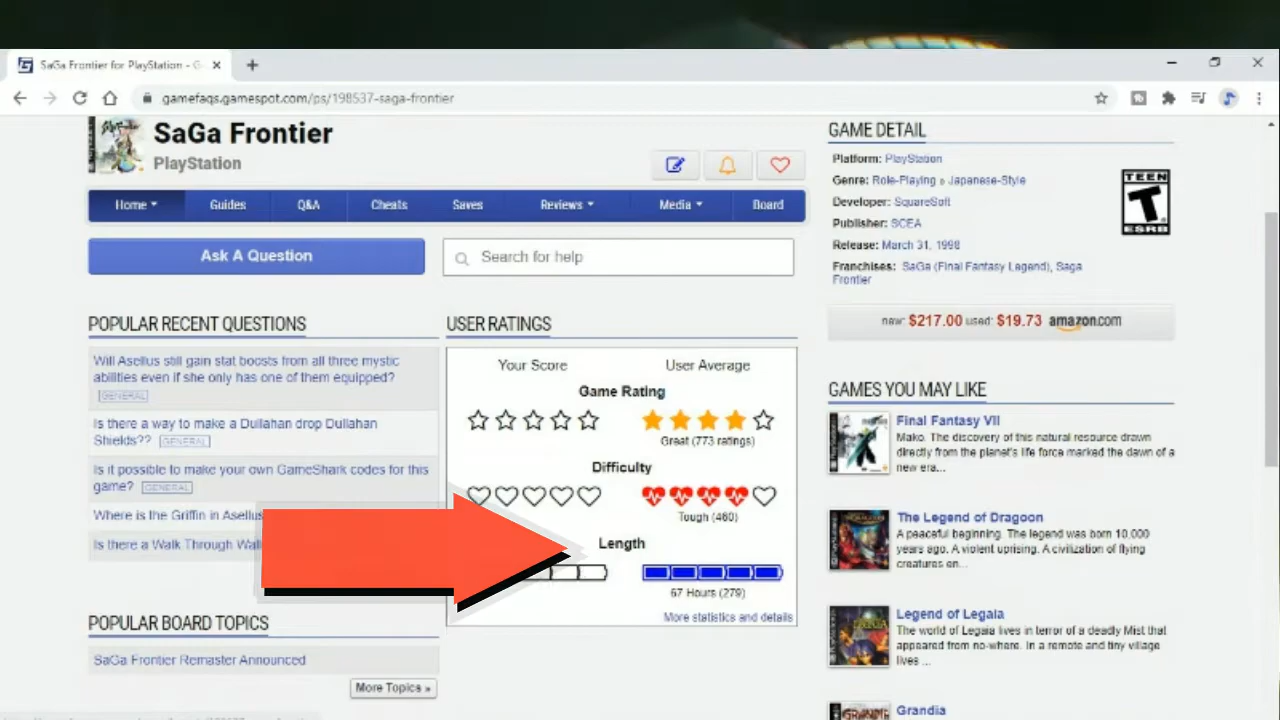 SaGa Frontier for PlayStation - G
gamefaqs.gamespot.com/ps/198537-saga-frontier
SaGa Frontier
PlayStation
Home
Guides
Q&A
Cheats
Saves
Reviews
Media
Board
Ask A Question
Search for help
POPULAR RECENT QUESTIONS
Will Asellus still gain stat boosts from all three mystic
abilities even if she only has one of them equipped?
[GENERAL]
Is there a way to make a Dullahan drop Dullahan
Shields?? [GENERAL]
Is it possible to make your own GameShark codes for this
game? [GENERAL]
Where is the Griffin in Asellus
Is there a Walk Through Wall
POPULAR BOARD TOPICS
SaGa Frontier Remaster Announced
More Topics »
USER RATINGS
Your Score
User Average
Game Rating
Great (773 ratings)
Difficulty
Tough (460)
Length
67 Hours (279)
More statistics and details
GAME DETAIL
Platform: PlayStation
Genre: Role-Playing » Japanese-Style
Developer: SquareSoft
Publisher: SCEA
Release: March 31, 1998
Franchises: SaGa (Final Fantasy Legend), Saga
Frontier
TEEN
T
ESRB
new: $217.00 used: $19.73 amazon.com
GAMES YOU MAY LIKE
Final Fantasy VII
Mako. The discovery of this natural resource drawn
directly from the planet's life force marked the dawn of a
new era...
The Legend of Dragoon
A peaceful beginning. The legend was born 10,000
years ago. A violent uprising. A civilization of flying
creatures en...
Legend of Legaia
The world of Legaia lives in terror of a deadly Mist that
appeared from no-where. In a remote and tiny village
lives ...
Grandia